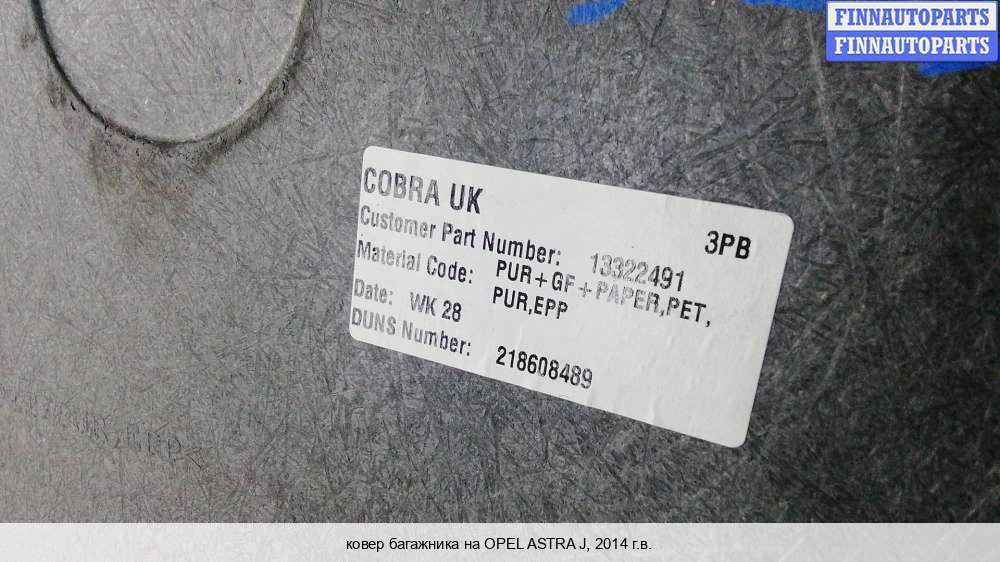 FINNAUTOPARTS
FINNAUTOPARTS
COBRA UK
3PB
Customer Part Number: 13322491
Material Code: PUR+GF+PAPER,PET,
PUR,EPP
Date: WK 28
DUNS Number: 218608489
ковер багажника на OPEL ASTRA J, 2014 г.в.